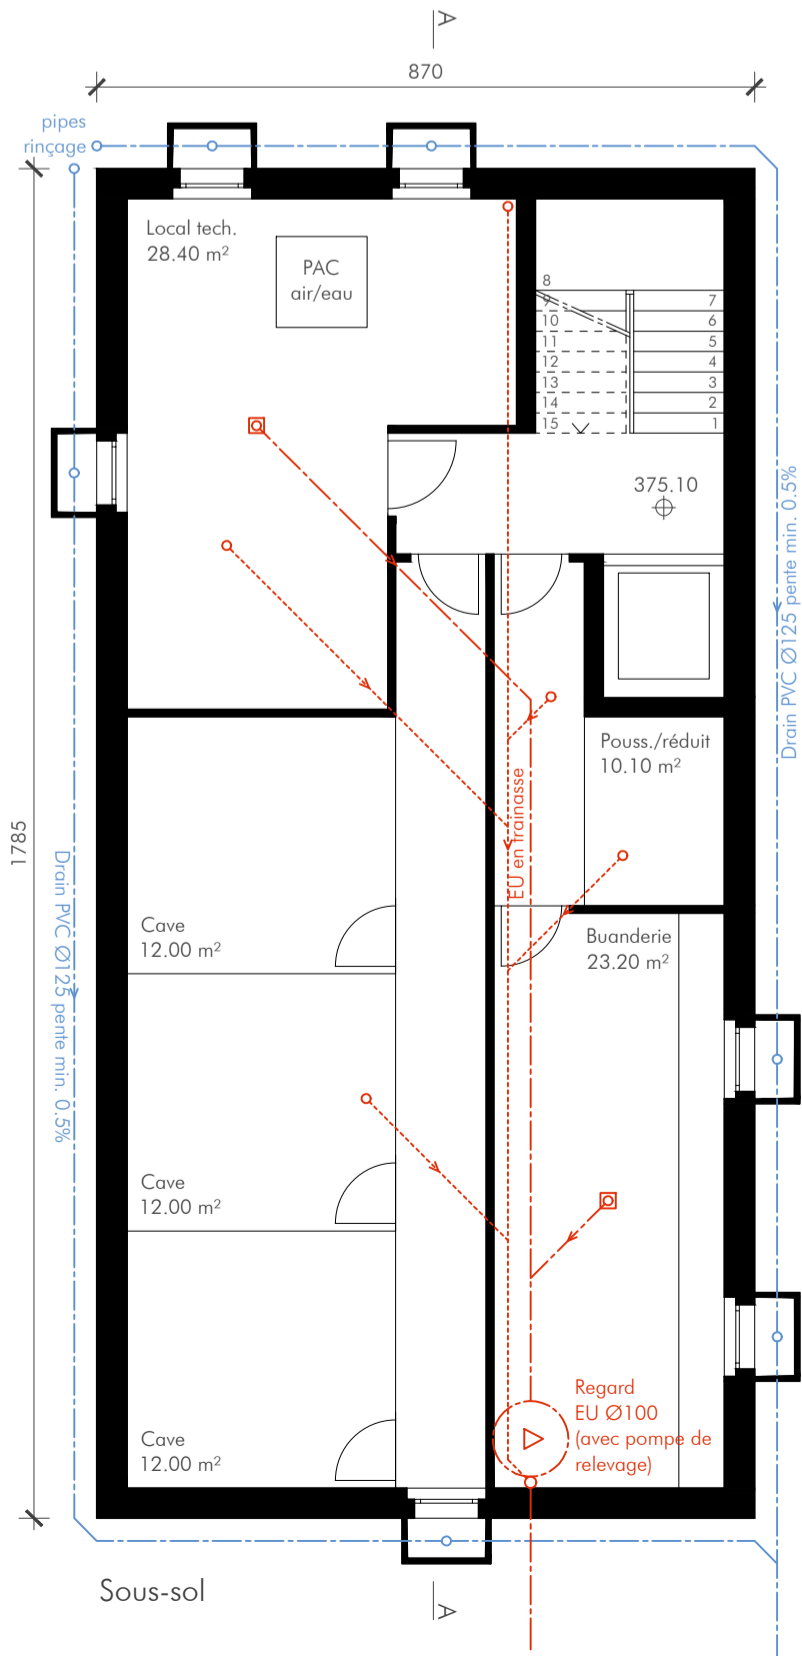 A
870
pipes
rinçage
Local tech.
28.40 m²
PAC
air/eau
8
9
10
11
12
13
14
15
7
6
5
4
3
2
1
375.10
Drain PVC Ø125 pente min. 0.5%
Pouss./réduit
10.10 m²
EU en trainasse
1785
Drain PVC Ø125 pente min. 0.5%
Cave
12.00 m²
Buanderie
23.20 m²
Cave
12.00 m²
Regard
EU Ø100
(avec pompe de
relevage)
Cave
12.00 m²
Sous-sol
A